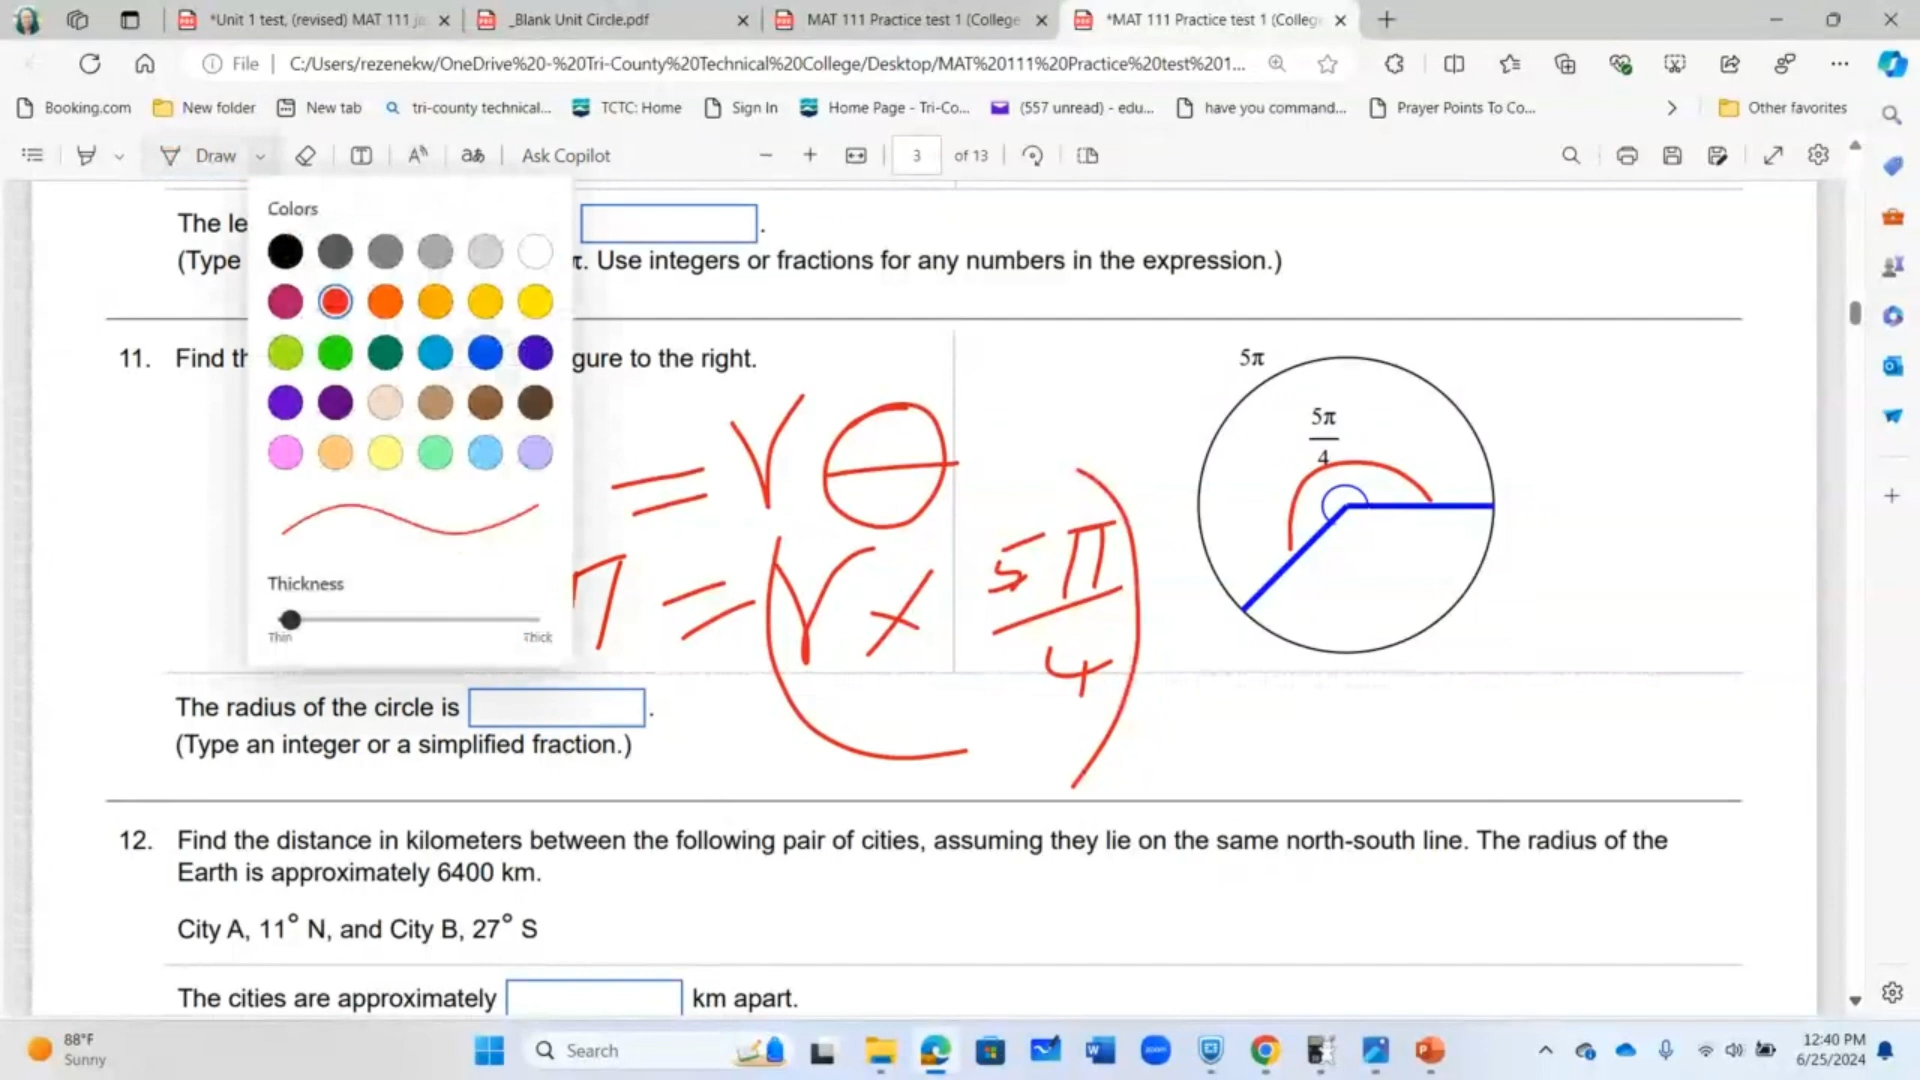 *Unit 1 test, (revised) MAT 111 ja
_Blank Unit Circle.pdf
MAT 111 Practice test 1 (College
*MAT 111 Practice test 1 (Colleg
File
C:/Users/rezenekw/OneDrive%20-%20Tri-County%20Technical%20College/Desktop/MAT%20111%20Practice%20test%201...
Booking.com
New folder
New tab
tri-county technical...
TCTC: Home
Sign In
Home Page - Tri-Co...
(557 unread) - edu...
have you command...
Prayer Points To Co...
Other favorites
Draw
Ask Copilot
3
of 13
Colors
Thickness
Thin
Thick
The le
.
(Type
π. Use integers or fractions for any numbers in the expression.)
11. Find th
gure to the right.
5π
5π
4
= r θ
π = ( r × 5π
4 )
The radius of the circle is
.
(Type an integer or a simplified fraction.)
12. Find the distance in kilometers between the following pair of cities, assuming they lie on the same north-south line. The radius of the
Earth is approximately 6400 km.
City A, 11° N, and City B, 27° S
The cities are approximately
km apart.
88°F
Sunny
Search
zoom
12:40 PM
6/25/2024